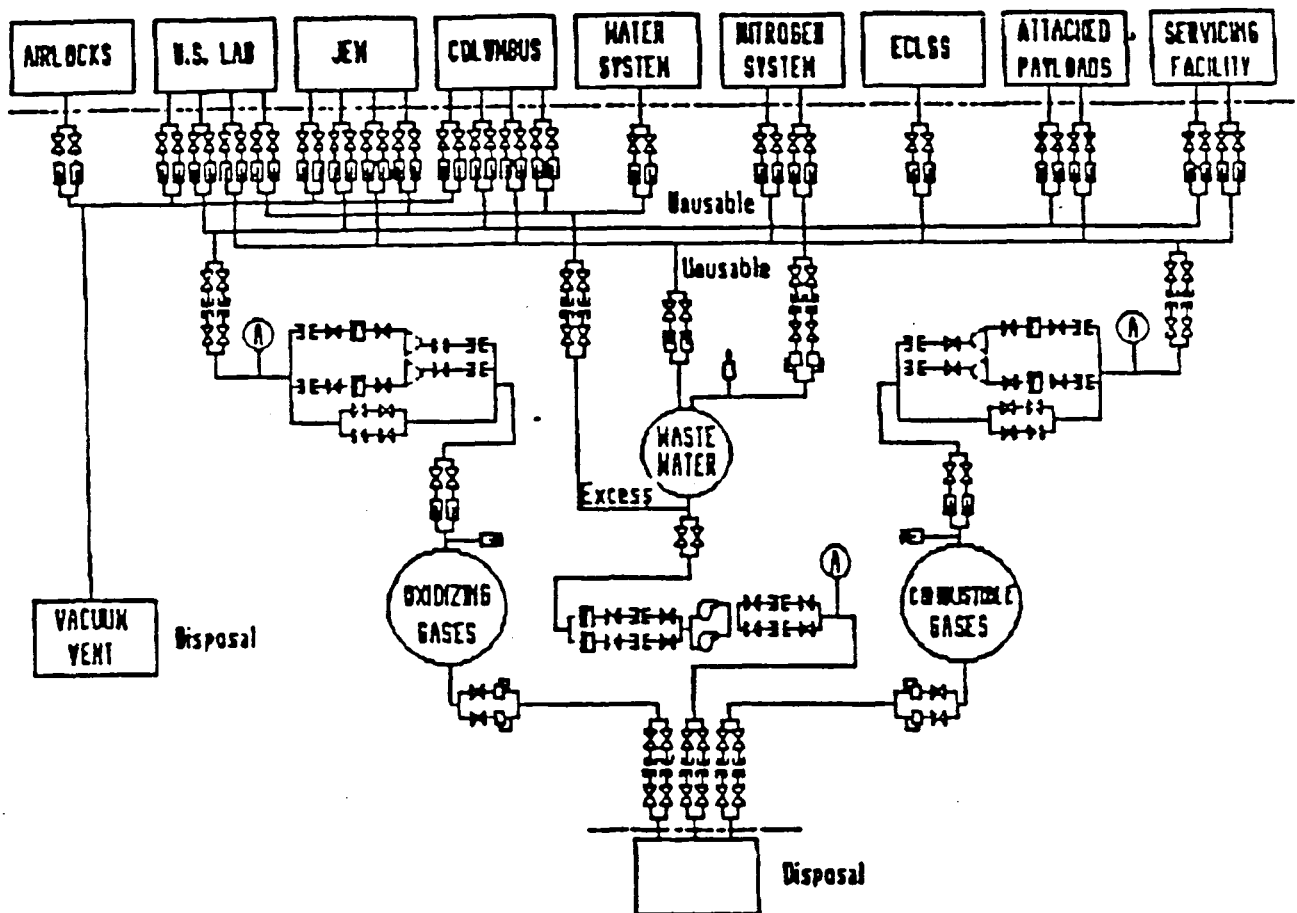 AIRLOCKS
U.S. LAB
JEM
COLUMBUS
WATER
SYSTEM
NITROGEN
SYSTEM
ECLSS
ATTACHED
PAYLOADS
SERVICING
FACILITY
Unusable
A
A
WASTE
WATER
Excess
A
OXIDIZING
GASES
COMBUSTIBLE
GASES
VACUUM
VENT
Disposal
Disposal